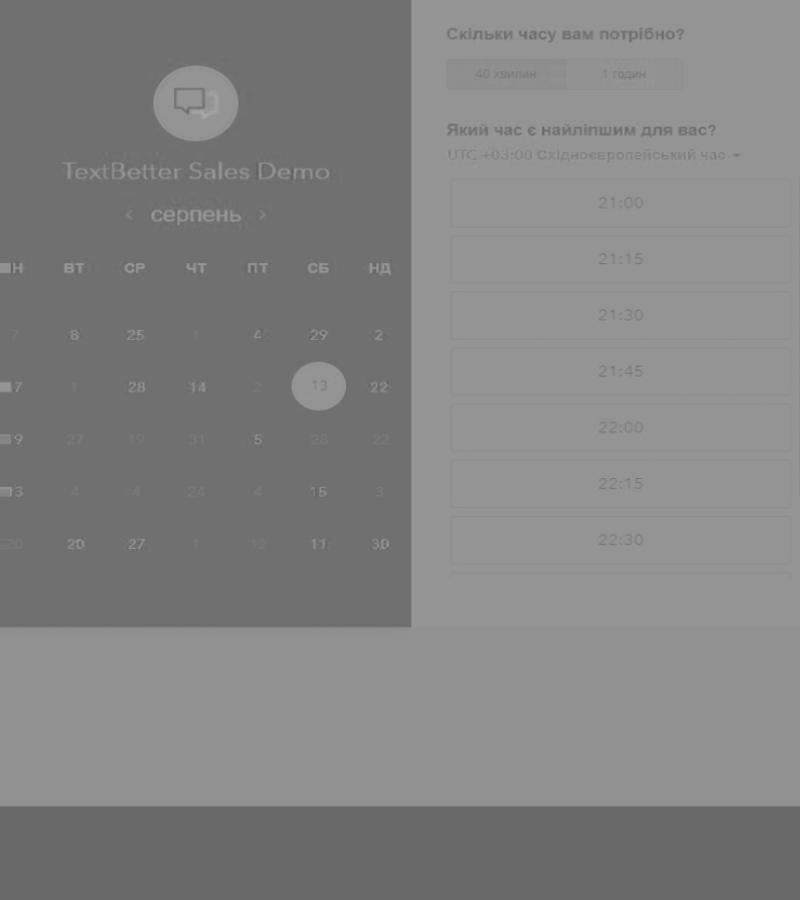 TextBetter Sales Demo
‹ серпень ›
Н ВТ СР ЧТ ПТ СБ НД
7 8 25 1 4 29 2
7 1 28 14 2 13 22
9 27 19 31 5 28 22
3 4 4 24 4 15 3
20 20 27 1 12 11 30
Скільки часу вам потрібно?
40 хвилин 1 годин
Який час є найліпшим для вас?
UTC +03:00 Східноєвропейський час
21:00
21:15
21:30
21:45
22:00
22:15
22:30